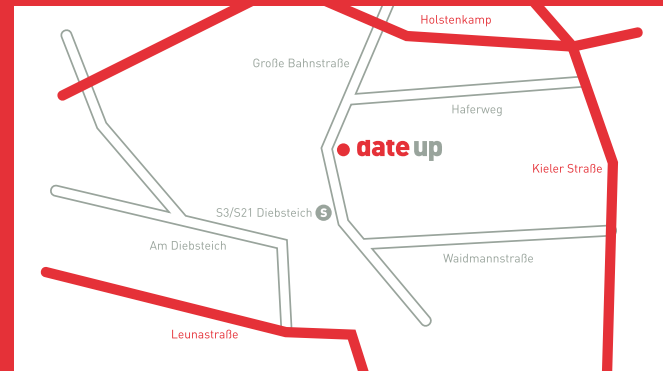 Holstenkamp
Große Bahnstraße
Haferweg
date up
Kieler Straße
S3/S21 Diebsteich S
Am Diebsteich
Waidmannstraße
Leunastraße